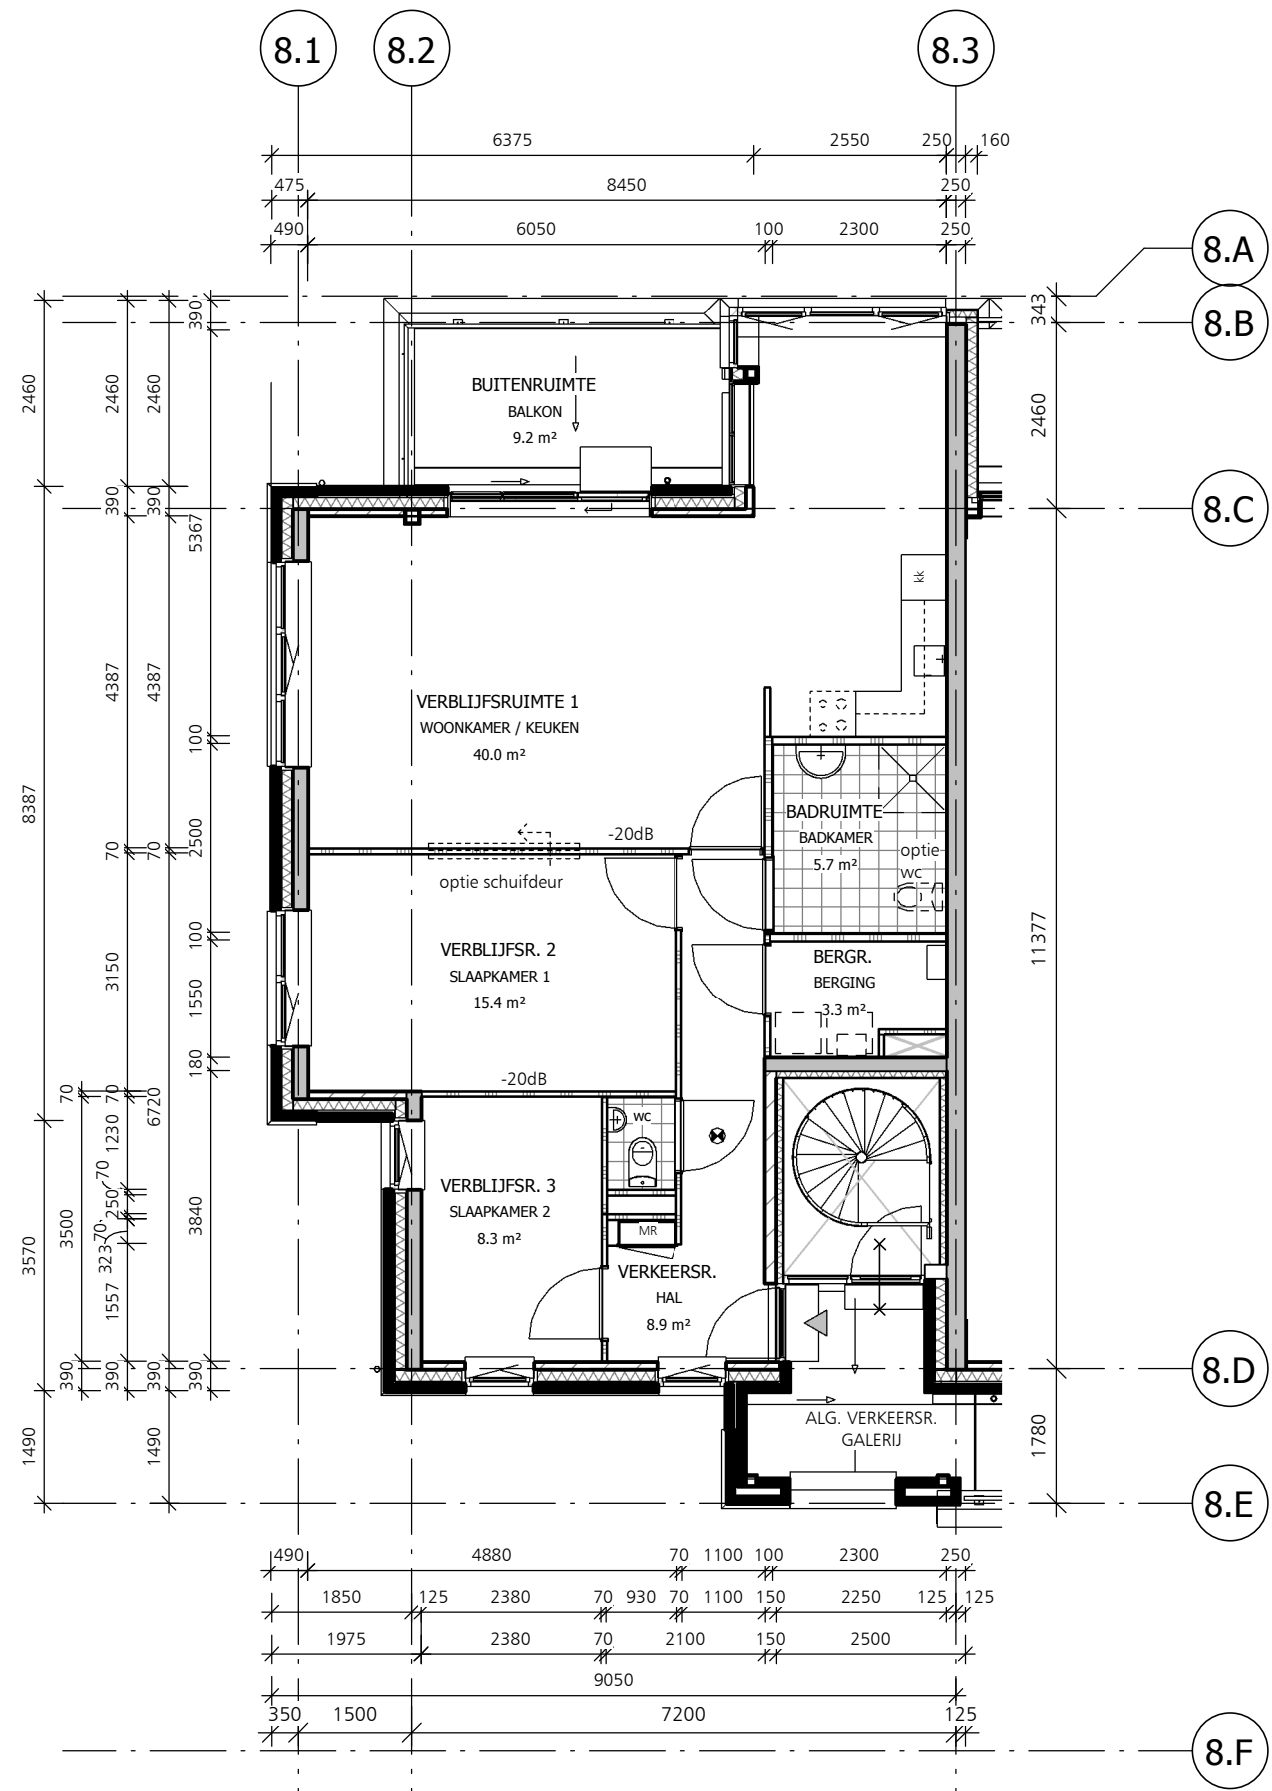 8.1 8.2 8.3
6375 2550 250 160
475 8450 250
490 6050 100 2300 250
8.A
8.B
8.C
8.D
8.E
8.F
343
2460
11377
1780
2460
8387
3570
1490
2460
390
4387
70
3150
70
1230
70
250
70
323
1557
390
3500
70
390
2460
390
4387
70
6720
390
1490
390
5367
100
2500
100
1550
180
3840
390
BUITENRUIMTE
BALKON
9.2 m²
kk
VERBLIJFSRUIMTE 1
WOONKAMER / KEUKEN
40.0 m²
-20dB
optie schuifdeur
BADRUIMTE
BADKAMER
5.7 m²
optie
wc
VERBLIJFSR. 2
SLAAPKAMER 1
15.4 m²
BERGR.
BERGING
3.3 m²
-20dB
wc
VERBLIJFSR. 3
SLAAPKAMER 2
8.3 m²
MR
VERKEERSR.
HAL
8.9 m²
ALG. VERKEERSR.
GALERIJ
490 4880 70 1100 100 2300 250
1850 125 2380 70 930 70 1100 150 2250 125 125
1975 2380 70 2100 150 2500
9050
350 1500 7200 125